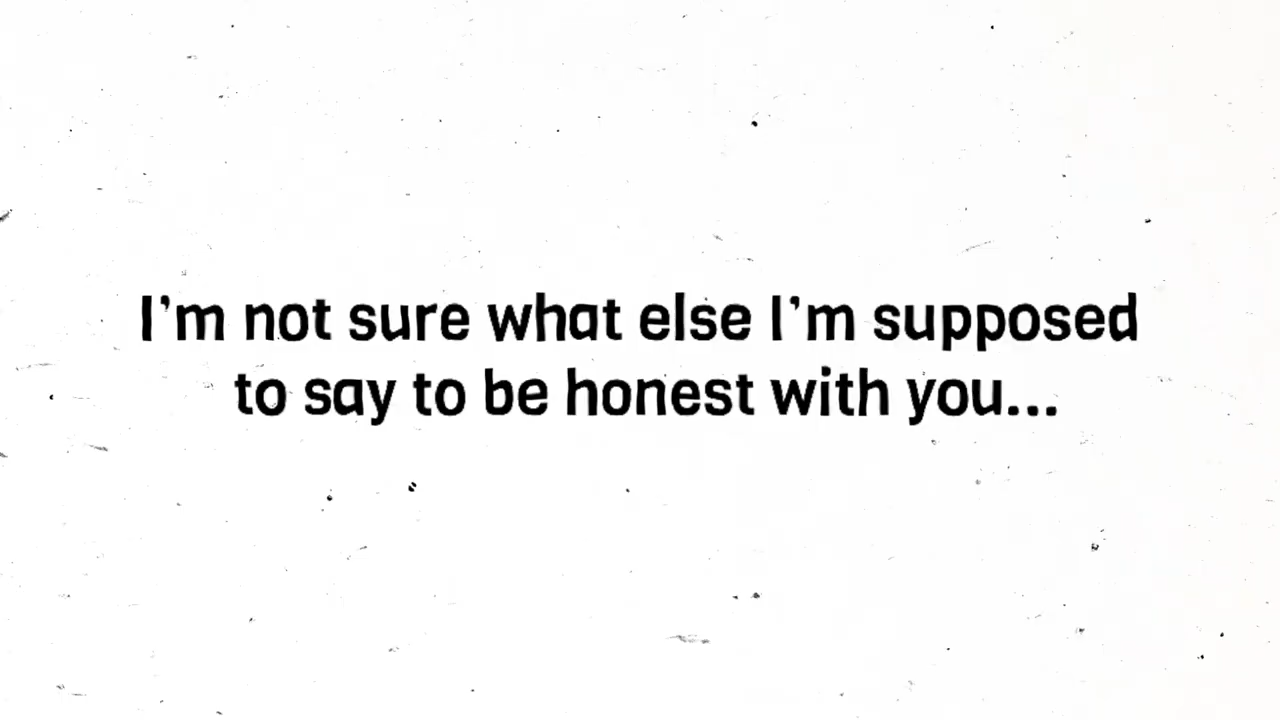 I’m not sure what else I’m supposed
to say to be honest with you...